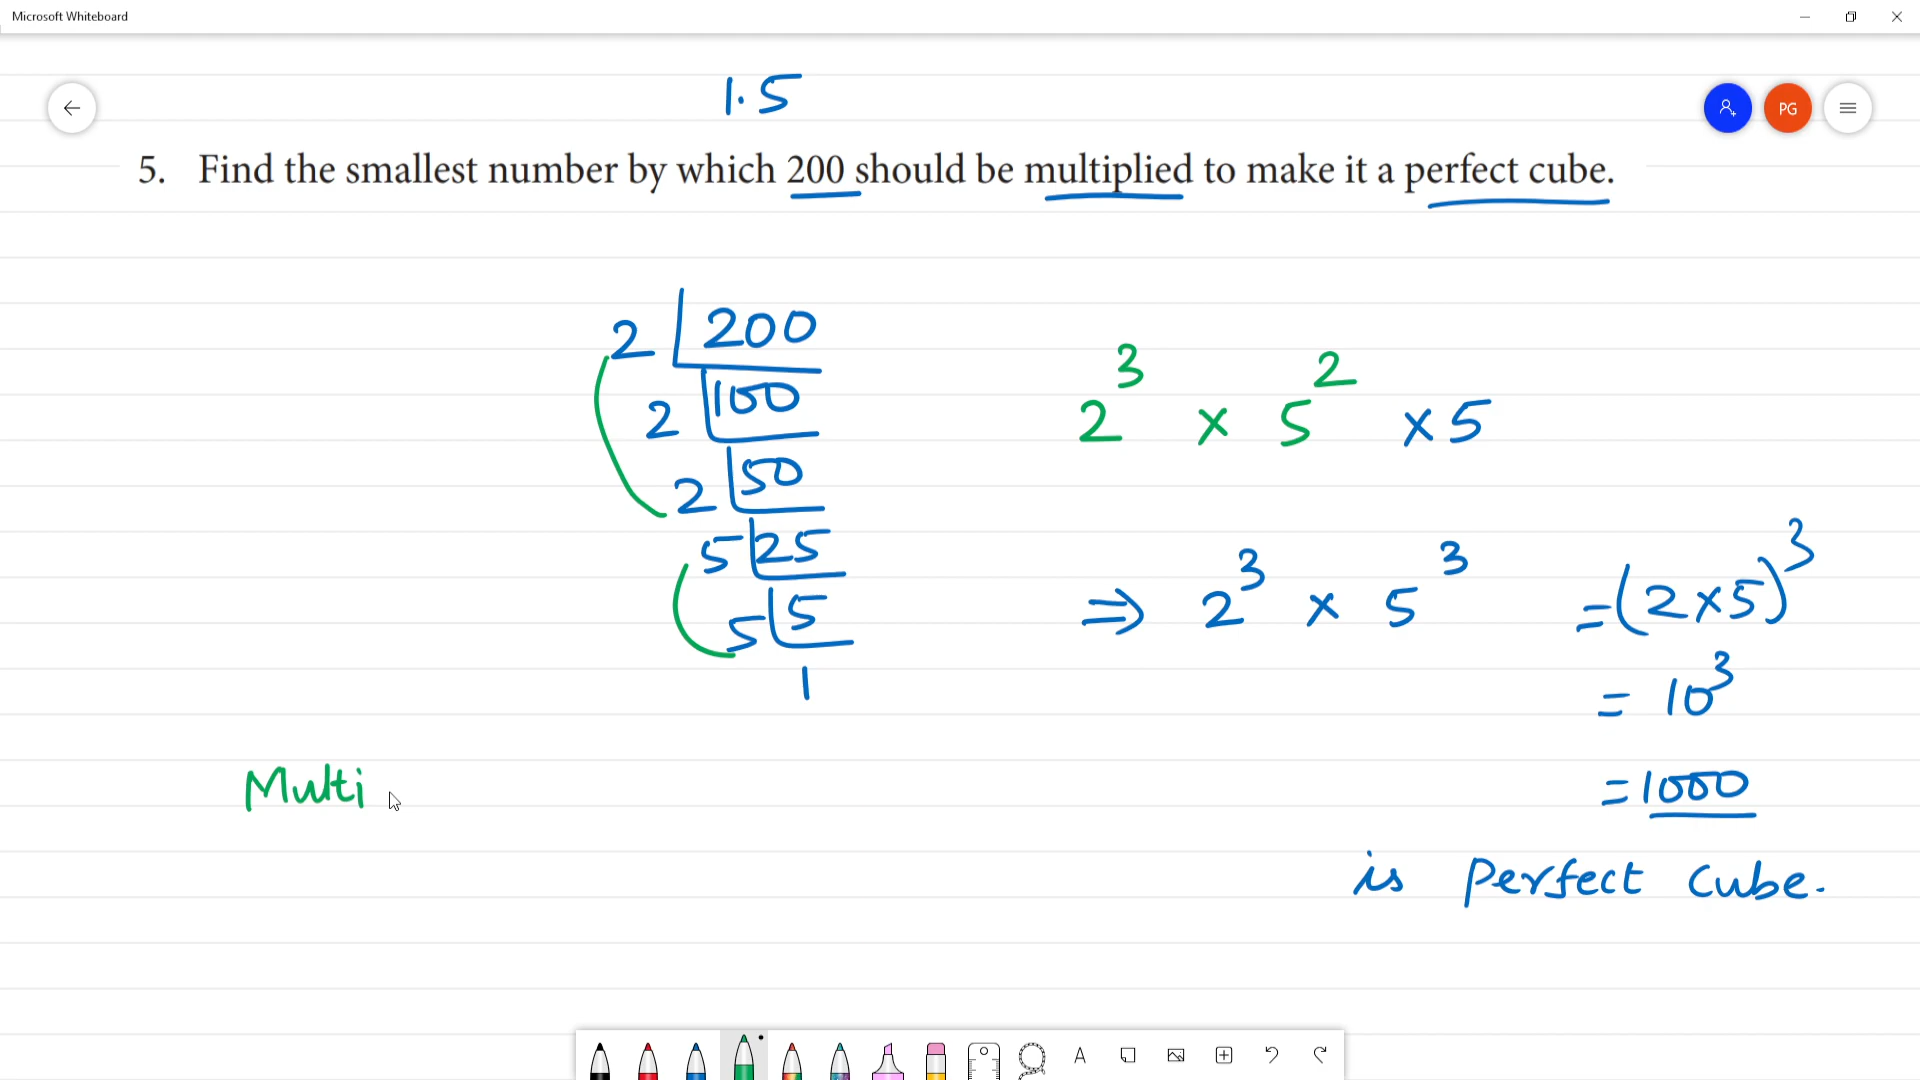 Microsoft Whiteboard
1.5
PG
5. Find the smallest number by which 200 should be multiplied to make it a perfect cube.
2 200
2 100
2 50
5 25
5 5
1
2³ × 5² × 5
⇒ 2³ × 5³ = (2×5)³
= 10³
= 1000
is perfect cube.
Multi
A